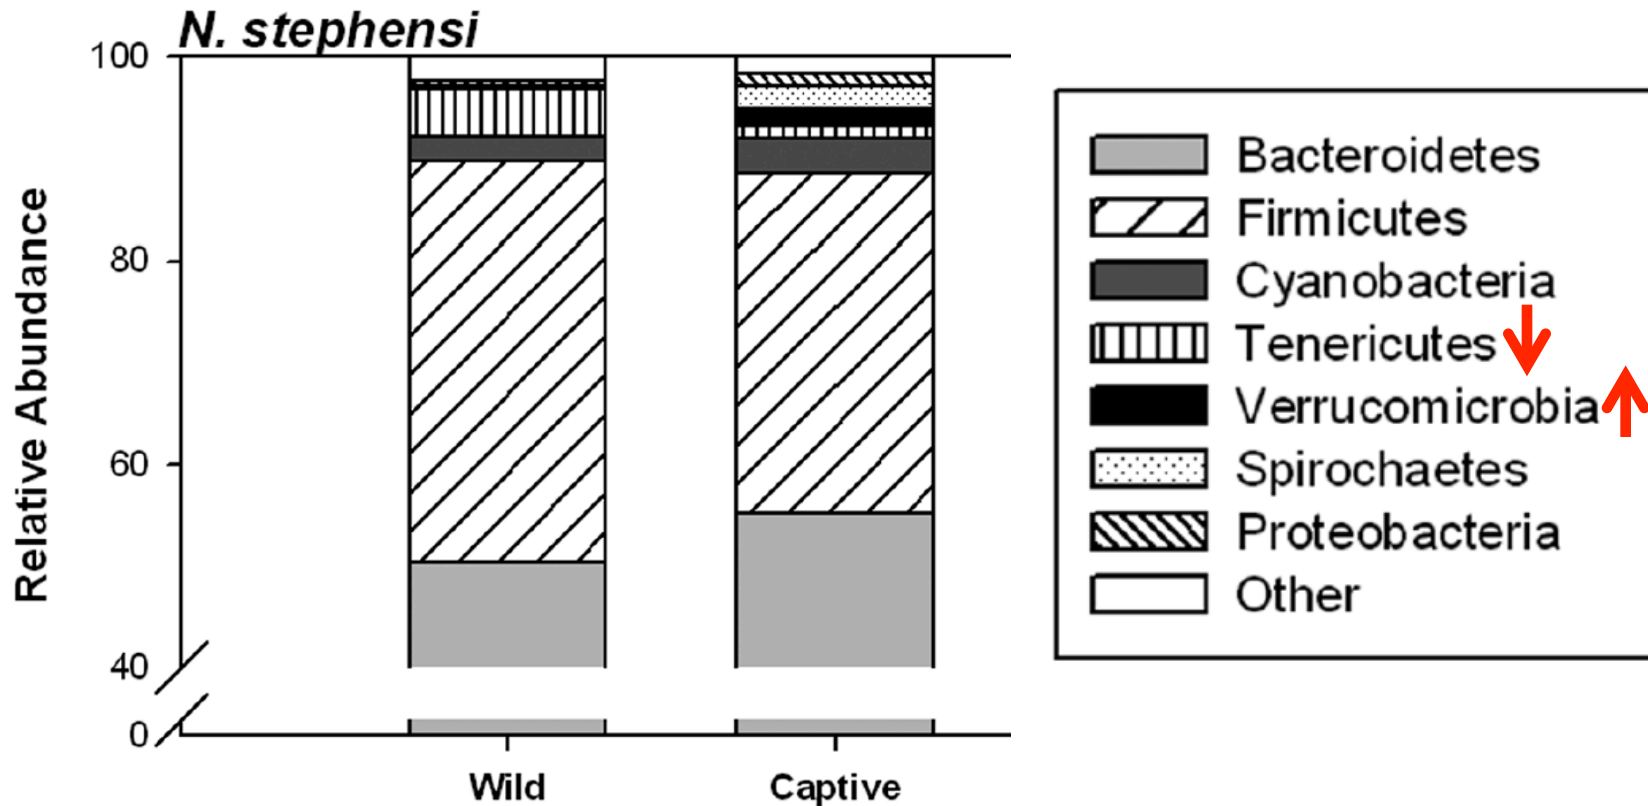 N. stephensi
100
80
60
40
0
Relative Abundance
Wild
Captive
Bacteroidetes
Firmicutes
Cyanobacteria
Tenericutes
Verrucomicrobia
Spirochaetes
Proteobacteria
Other